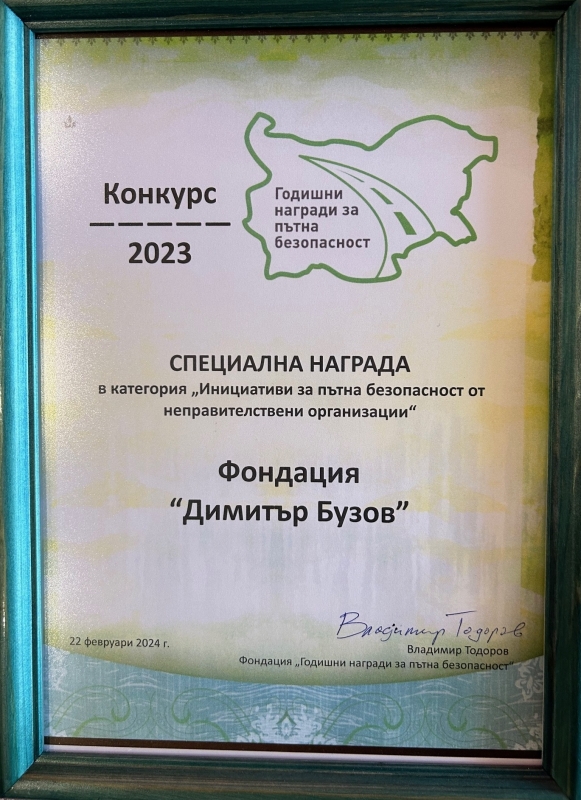 Конкурс
2023
Годишни
награди за
пътна
безопасност
СПЕЦИАЛНА НАГРАДА
в категория „Инициативи за пътна безопасност от
неправителствени организации“
Фондация
“Димитър Бузов”
Владимир Тодоров
22 февруари 2024 г.
Владимир Тодоров
Фондация „Годишни награди за пътна безопасност“